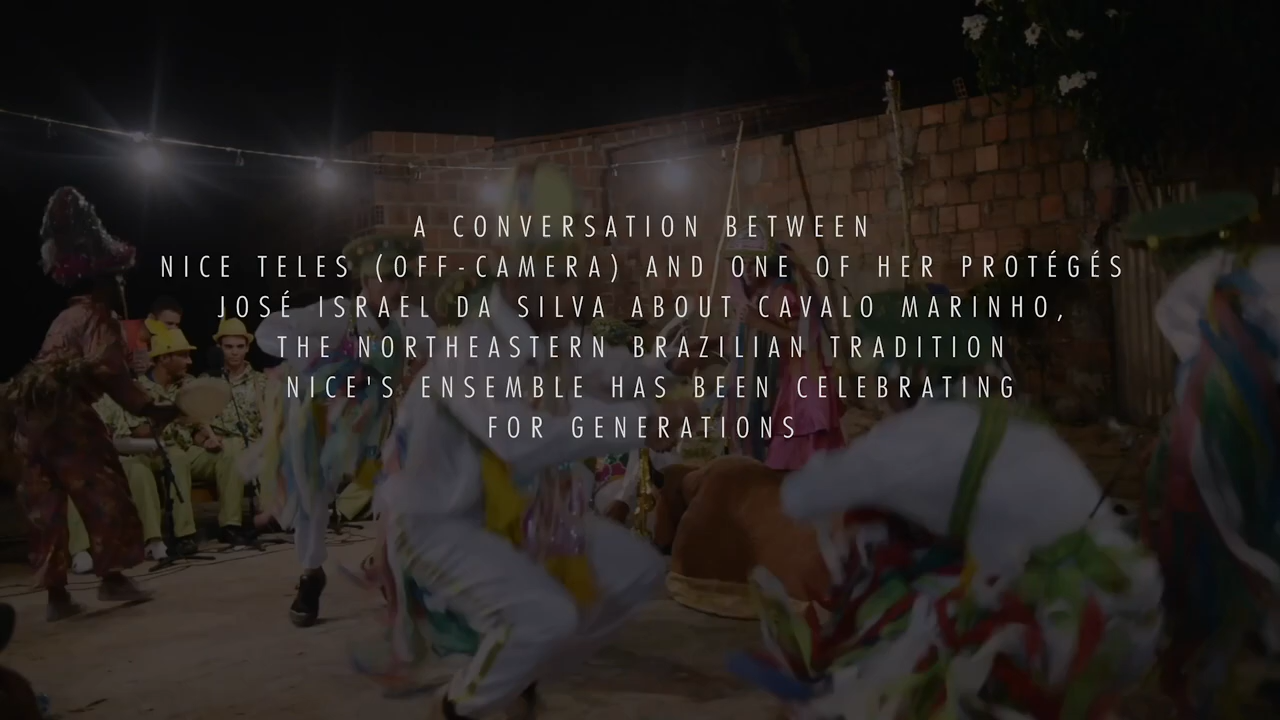 A CONVERSATION BETWEEN
NICE TELES (OFF-CAMERA) AND ONE OF HER PROTÉGÉS
JOSÉ ISRAEL DA SILVA ABOUT CAVALO MARINHO,
THE NORTHEASTERN BRAZILIAN TRADITION
NICE'S ENSEMBLE HAS BEEN CELEBRATING
FOR GENERATIONS